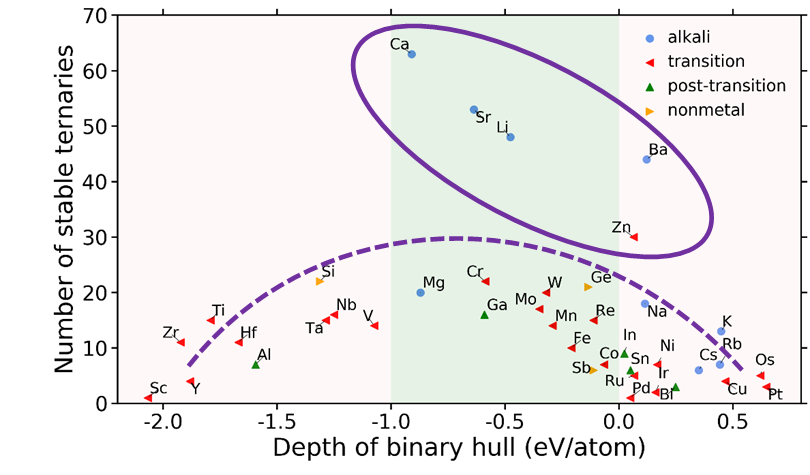 70
60
50
40
30
20
10
0
Number of stable ternaries
alkali
transition
post-transition
nonmetal
Ca
Sr
Li
Ba
Zn
Si
Mg
Cr
W
Ge
Ga
Mo
Mn
Re
Na
Ti
Nb
Ta
V
K
Zr
Hf
Al
Fe
In
Ni
Rb
Co
Sn
Cs
Os
Sb
Ru
Ir
Sc
Y
Pd
Bi
Cu
Pt
-2.0
-1.5
-1.0
-0.5
0.0
0.5
Depth of binary hull (eV/atom)